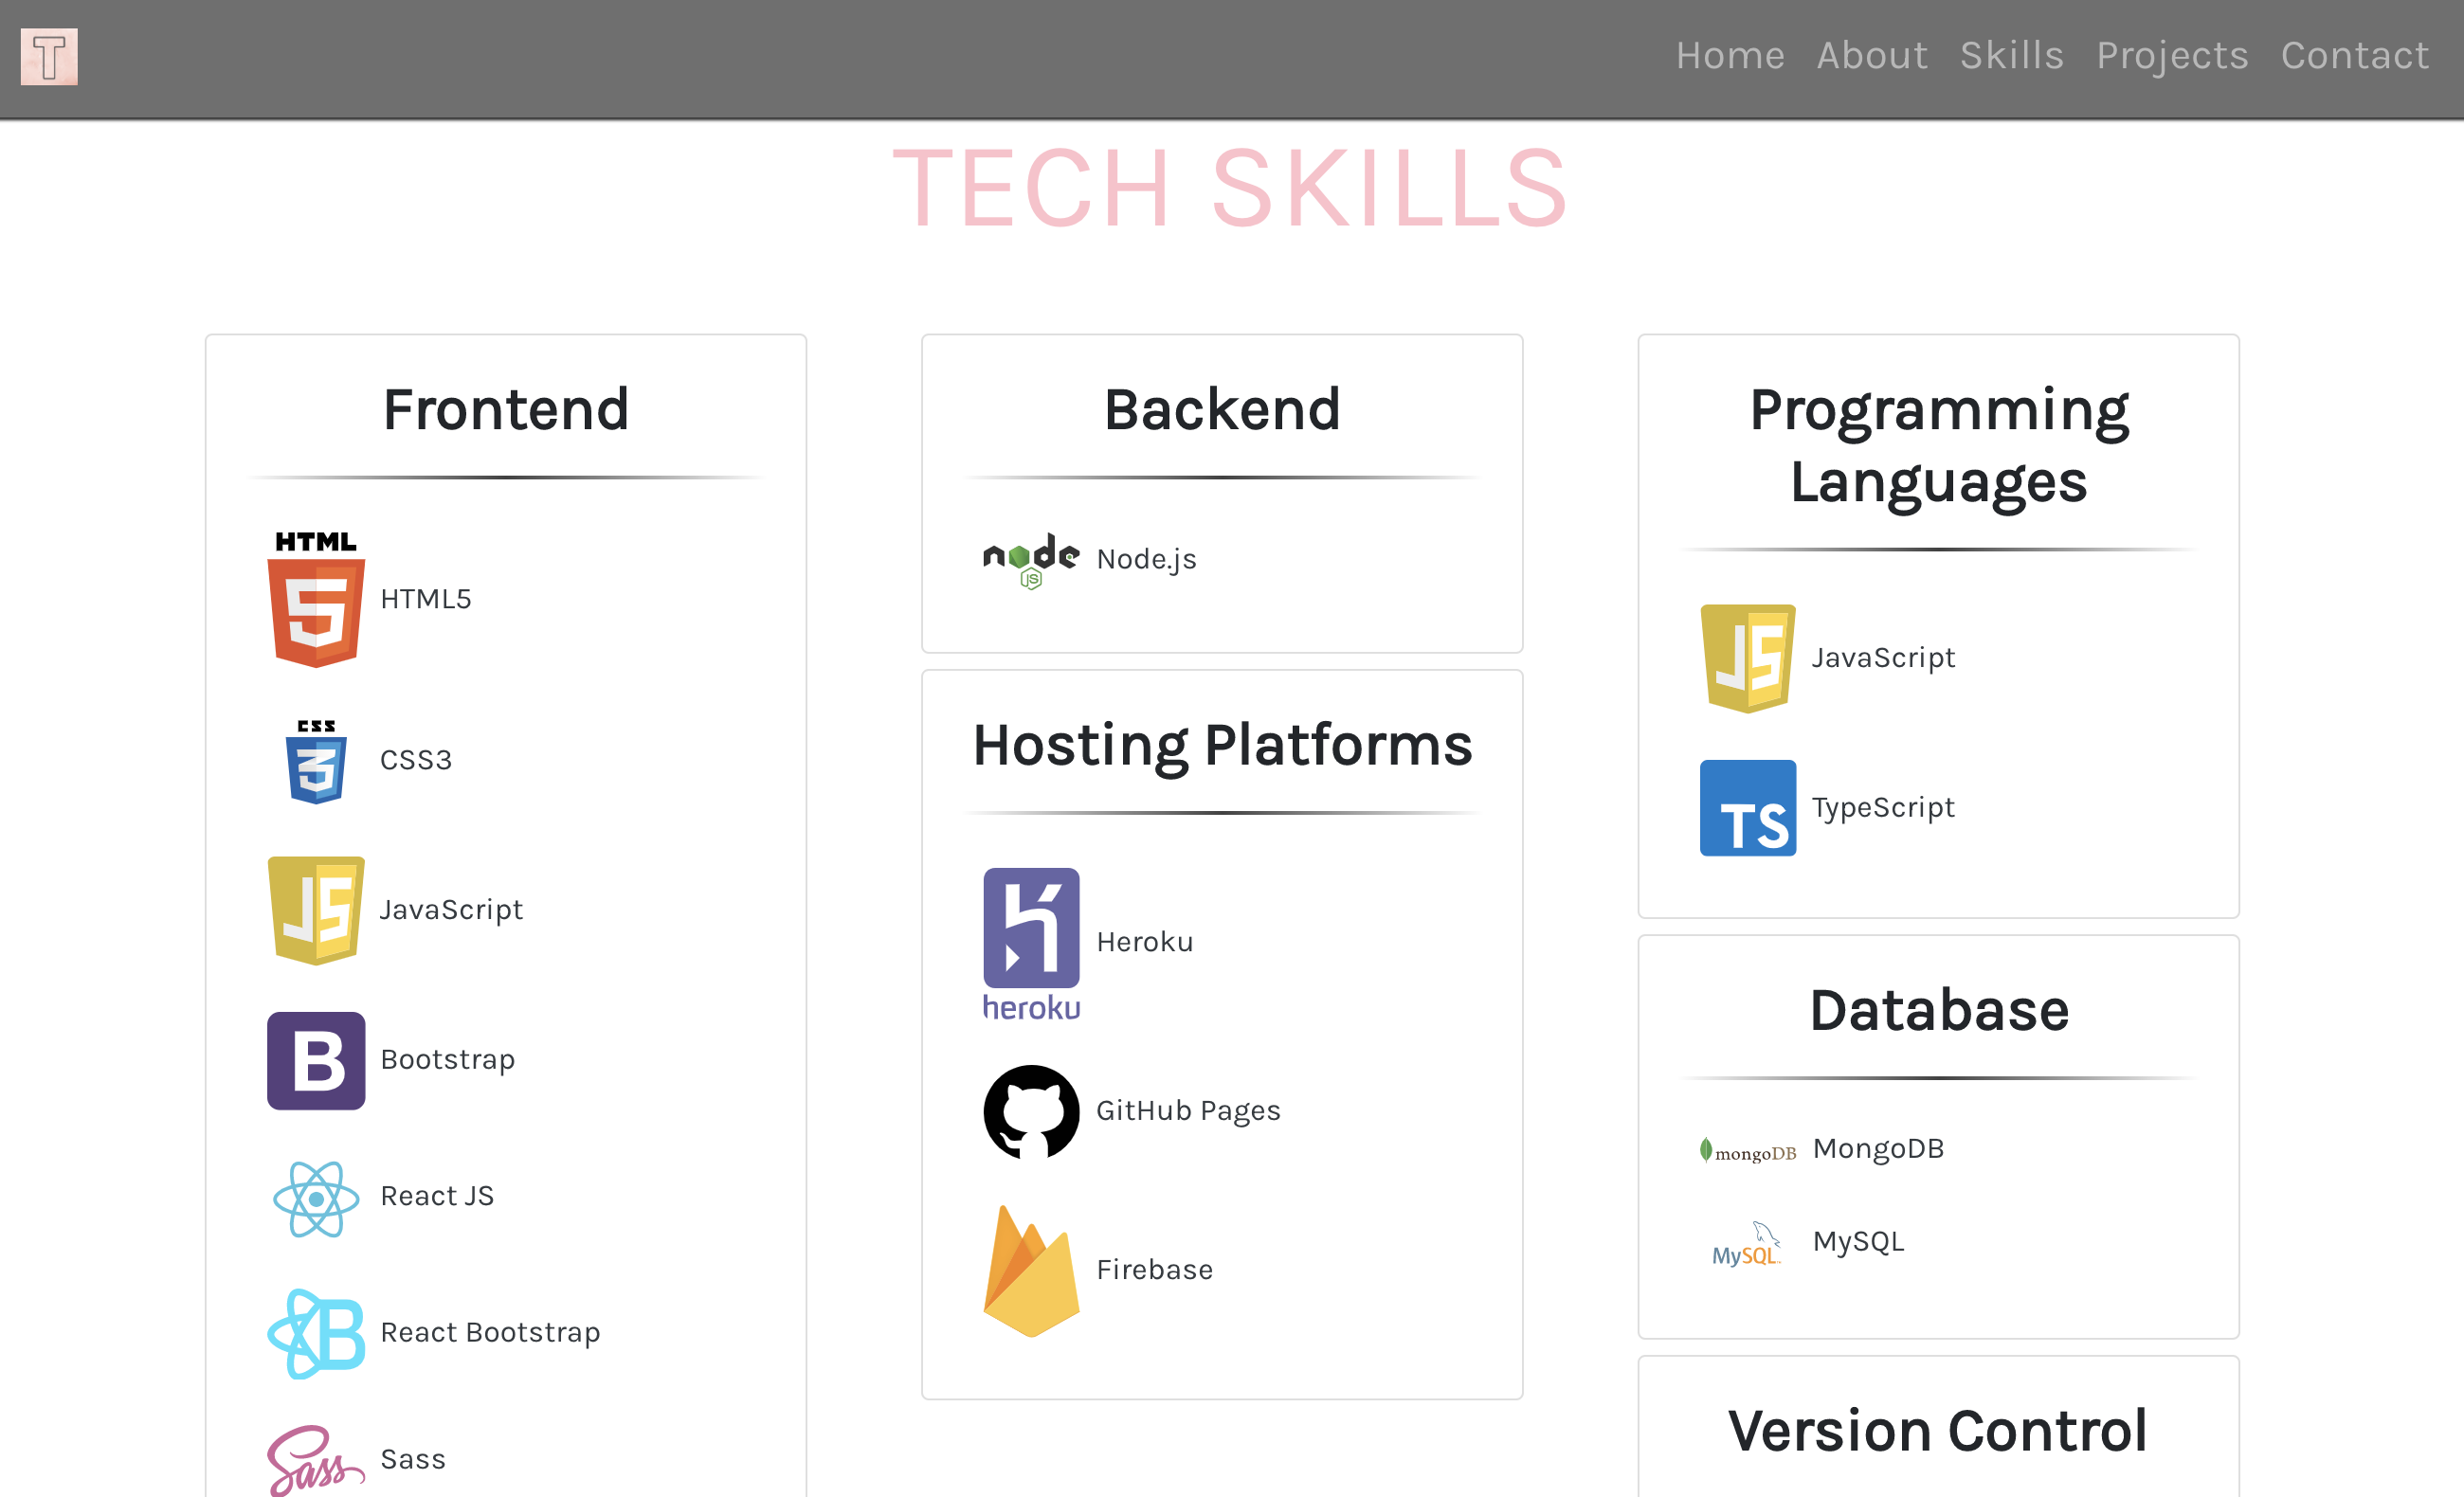 T
Home About Skills Projects Contact
TECH SKILLS
Frontend
HTML
5
HTML5
CSS
3
CSS3
JS
JavaScript
B
Bootstrap
React JS
B
React Bootstrap
Sass
Sass
Backend
node
JS
Node.js
Hosting Platforms
heroku
Heroku
GitHub Pages
Firebase
Programming
Languages
JS
JavaScript
TS
TypeScript
Database
mongoDB
MongoDB
MySQL
MySQL
Version Control